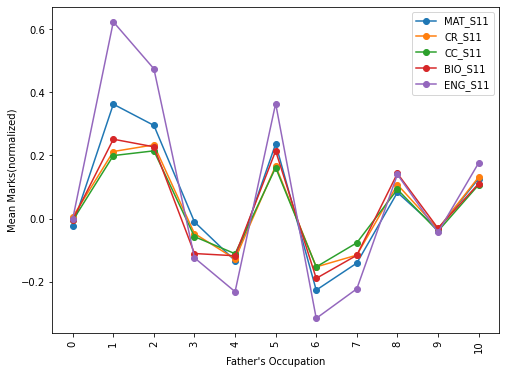 MAT_S11
CR_S11
CC_S11
BIO_S11
ENG_S11
0.6
0.4
0.2
0.0
−0.2
Mean Marks(normalized)
0 1 2 3 4 5 6 7 8 9 10
Father's Occupation